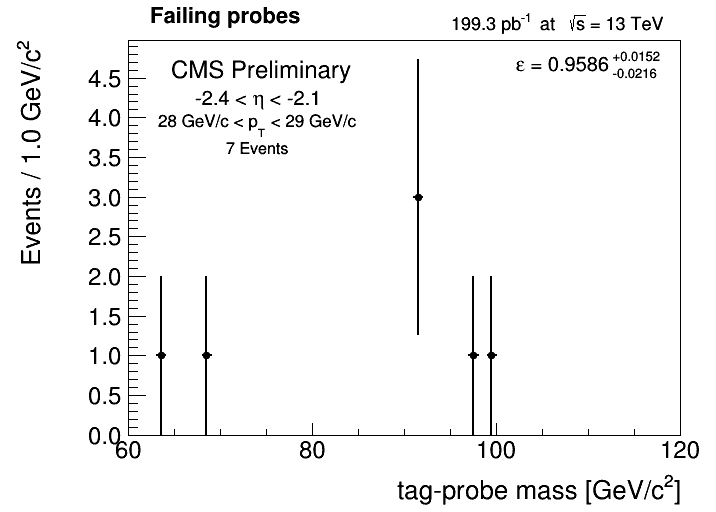 Failing probes
199.3 pb⁻¹ at √s = 13 TeV
Events / 1.0 GeV/c²
CMS Preliminary
ε = 0.9586 +0.0152 -0.0216
-2.4 < η < -2.1
28 GeV/c < p_T < 29 GeV/c
7 Events
4.5
4.0
3.5
3.0
2.5
2.0
1.5
1.0
0.5
0.0
60 80 100 120
tag-probe mass [GeV/c²]